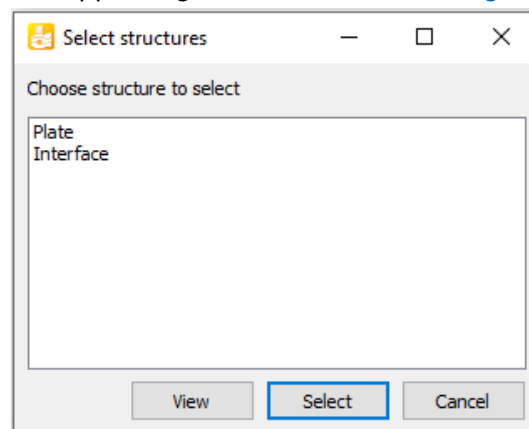 Select structures
Choose structure to select
Plate
Interface
View Select Cancel